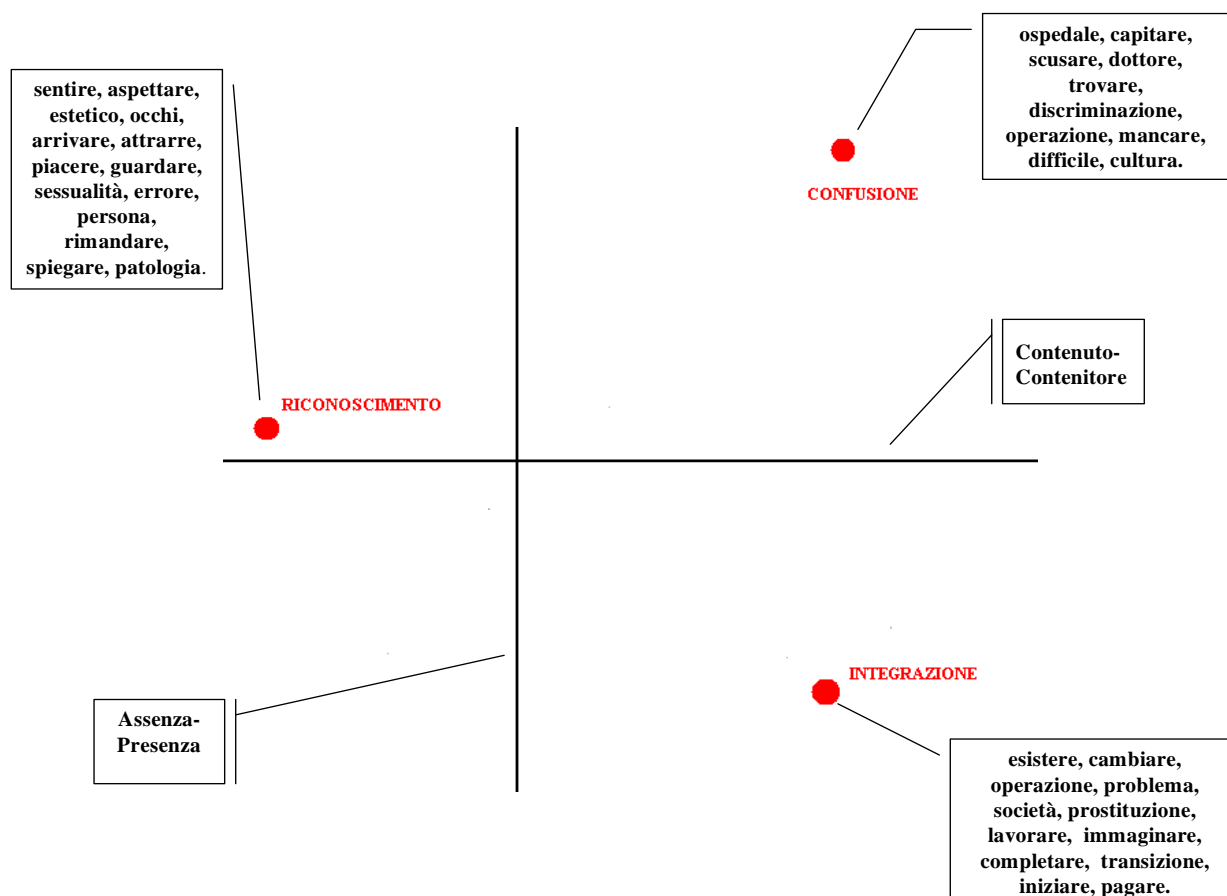 sentire, aspettare,
estetico, occhi,
arrivare, attrarre,
piacere, guardare,
sessualità, errore,
persona,
rimandare,
spiegare, patologia.
ospedale, capitare,
scusare, dottore,
trovare,
discriminazione,
operazione, mancare,
difficile, cultura.
CONFUSIONE
Contenuto-
Contenitore
RICONOSCIMENTO
INTEGRAZIONE
Assenza-
Presenza
esistere, cambiare,
operazione, problema,
società, prostituzione,
lavorare, immaginare,
completare, transizione,
iniziare, pagare.